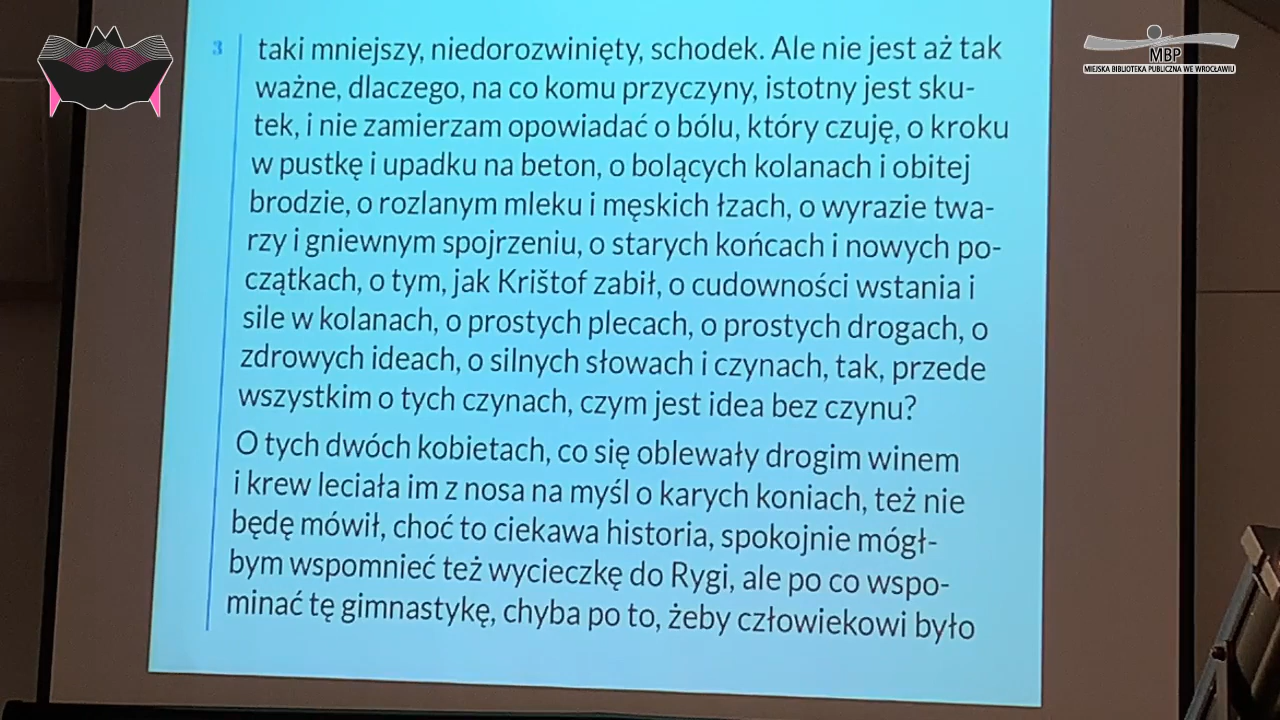 3
taki mniejszy, niedorozwinięty, schodek. Ale nie jest aż tak
ważne, dlaczego, na co komu przyczyny, istotny jest sku-
tek, i nie zamierzam opowiadać o bólu, który czuję, o kroku
w pustkę i upadku na beton, o bolących kolanach i obitej
brodzie, o rozlanym mleku i męskich łzach, o wyrazie twa-
rzy i gniewnym spojrzeniu, o starych końcach i nowych po-
czątkach, o tym, jak Krištof zabił, o cudowności wstania i
sile w kolanach, o prostych plecach, o prostych drogach, o
zdrowych ideach, o silnych słowach i czynach, tak, przede
wszystkim o tych czynach, czym jest idea bez czynu?
O tych dwóch kobietach, co się oblewały drogim winem
i krew leciała im z nosa na myśl o karych koniach, też nie
będę mówił, choć to ciekawa historia, spokojnie mógł-
bym wspomnieć też wycieczkę do Rygi, ale po co wspo-
minać tę gimnastykę, chyba po to, żeby człowiekowi było
MBP
MIEJSKA BIBLIOTEKA PUBLICZNA WE WROCŁAWIU